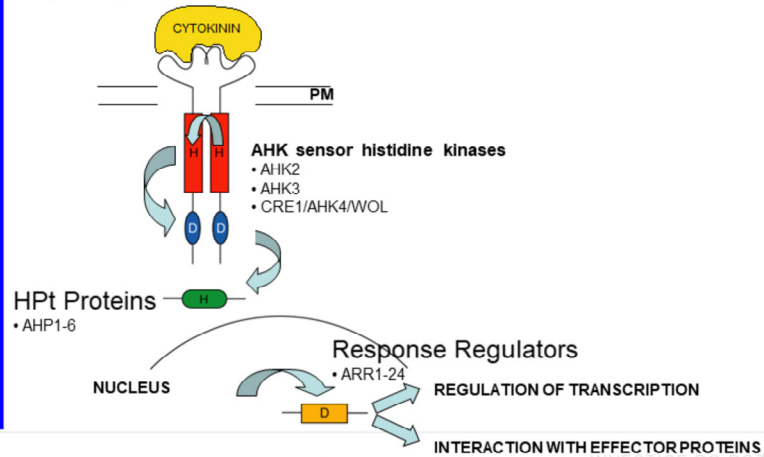 CYTOKININ
PM
H H
AHK sensor histidine kinases
• AHK2
• AHK3
• CRE1/AHK4/WOL
D D
H
HPt Proteins
• AHP1-6
Response Regulators
• ARR1-24
NUCLEUS
REGULATION OF TRANSCRIPTION
D
INTERACTION WITH EFFECTOR PROTEINS